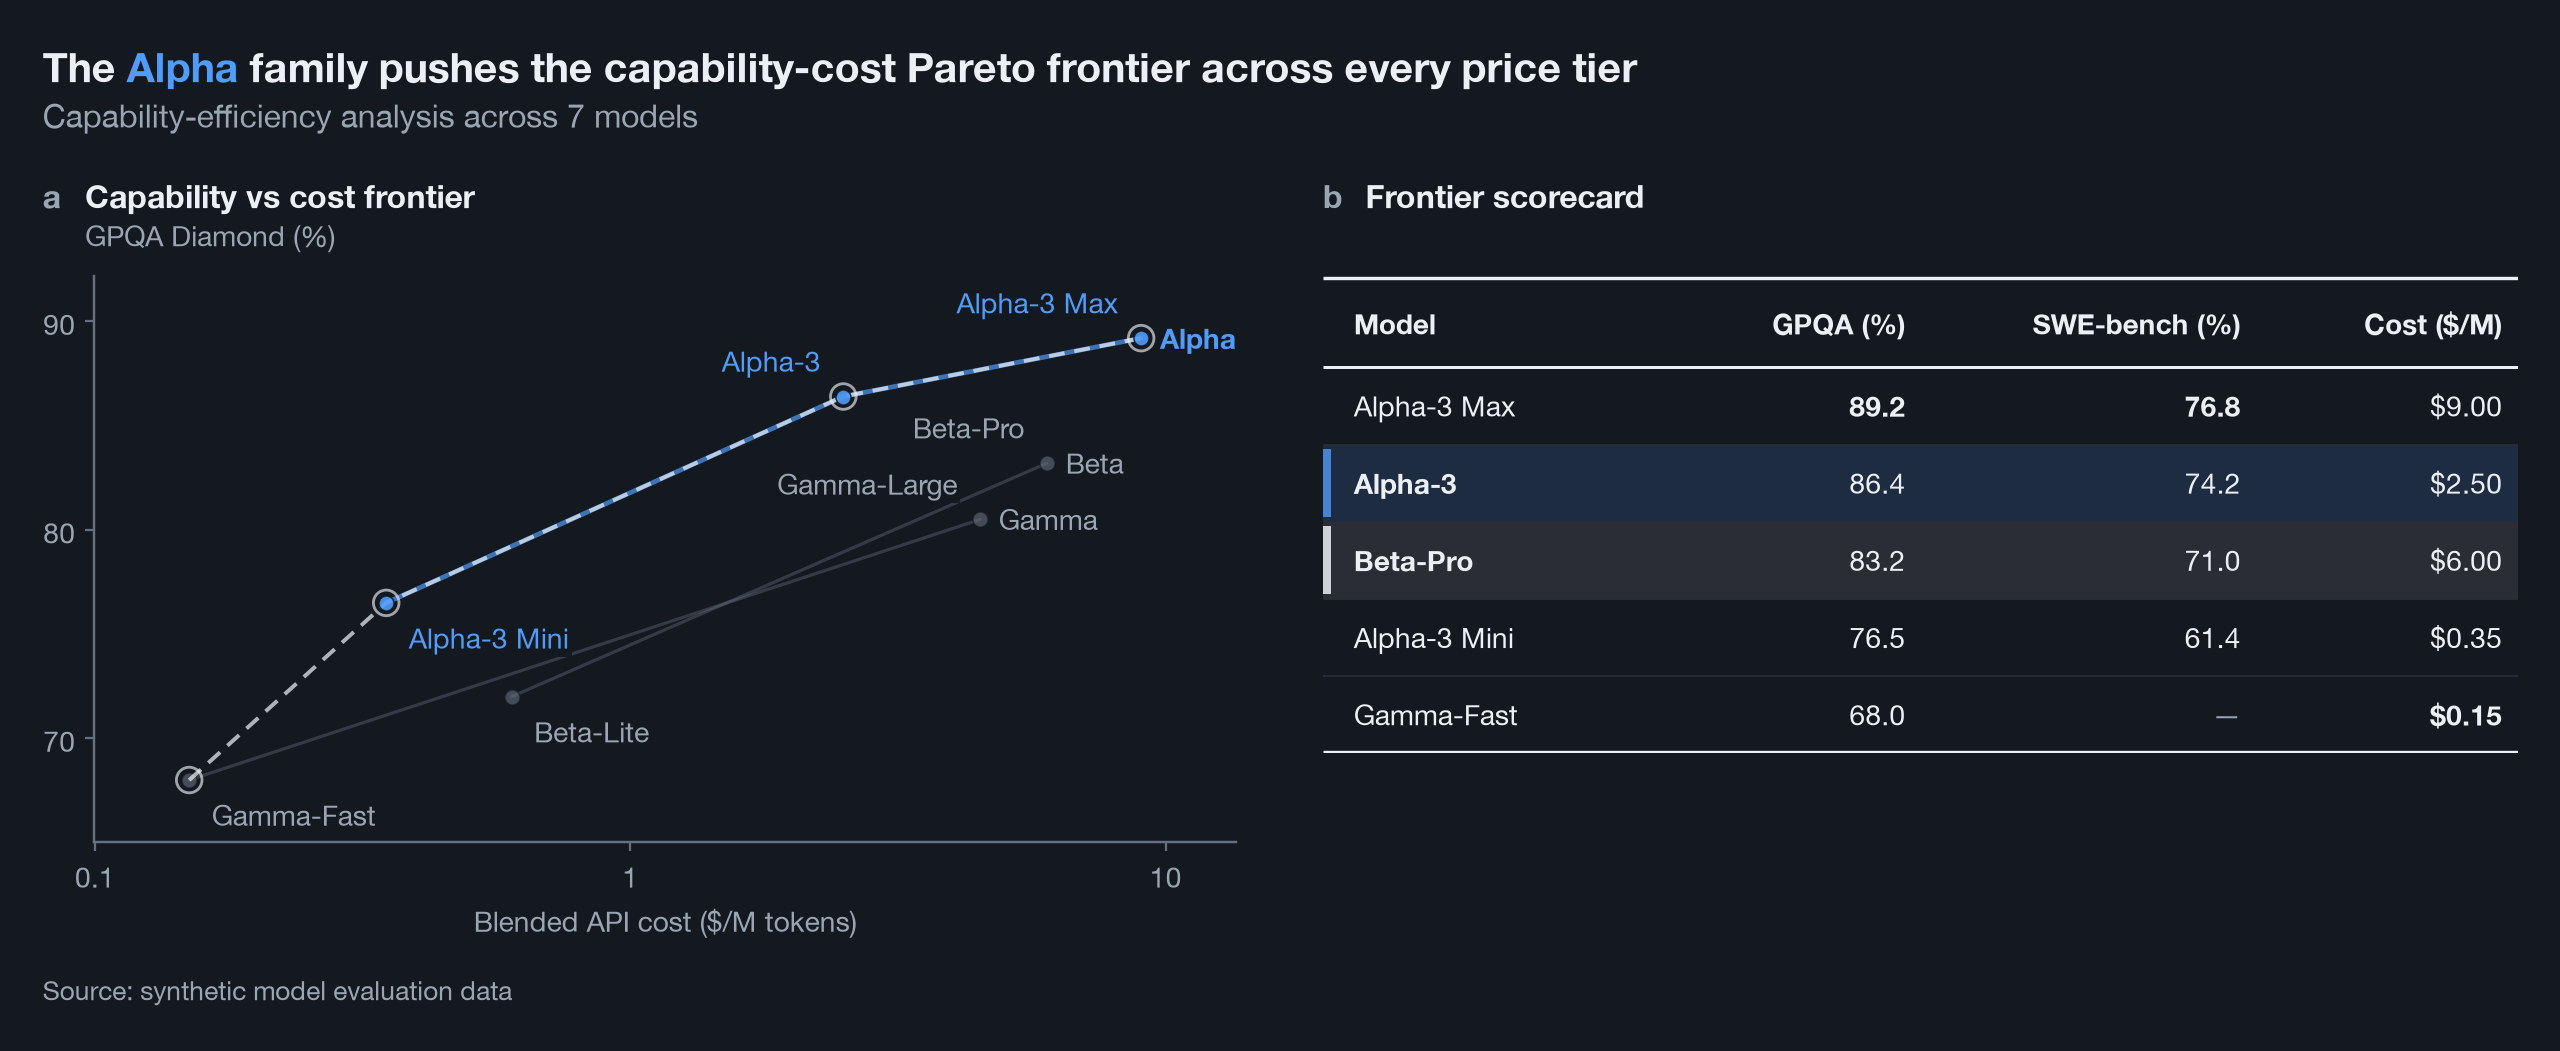 The Alpha family pushes the capability-cost Pareto frontier across every price tier
Capability-efficiency analysis across 7 models
a Capability vs cost frontier
GPQA Diamond (%)
90
80
70
Alpha-3 Max
Alpha
Alpha-3
Beta-Pro
Beta
Gamma-Large
Gamma
Alpha-3 Mini
Beta-Lite
Gamma-Fast
0.1 1 10
Blended API cost ($/M tokens)
b Frontier scorecard
Model GPQA (%) SWE-bench (%) Cost ($/M)
Alpha-3 Max 89.2 76.8 $9.00
Alpha-3 86.4 74.2 $2.50
Beta-Pro 83.2 71.0 $6.00
Alpha-3 Mini 76.5 61.4 $0.35
Gamma-Fast 68.0 — $0.15
Source: synthetic model evaluation data